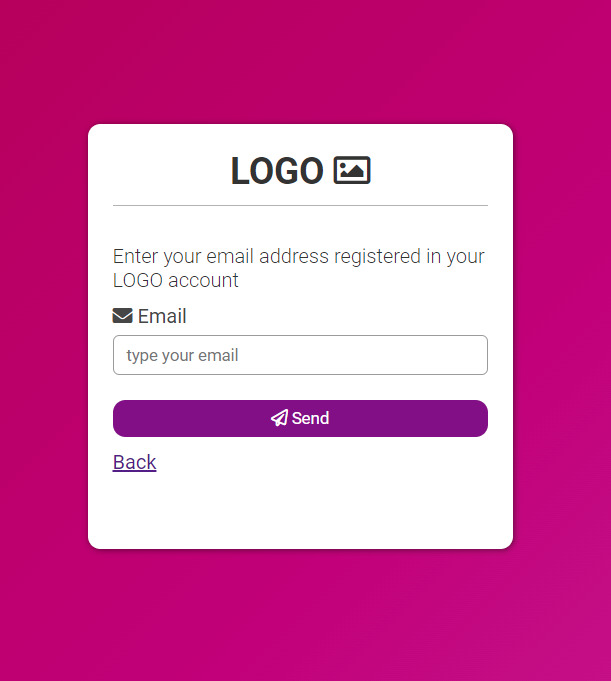 LOGO
Enter your email address registered in your
LOGO account
Email
type your email
Send
Back